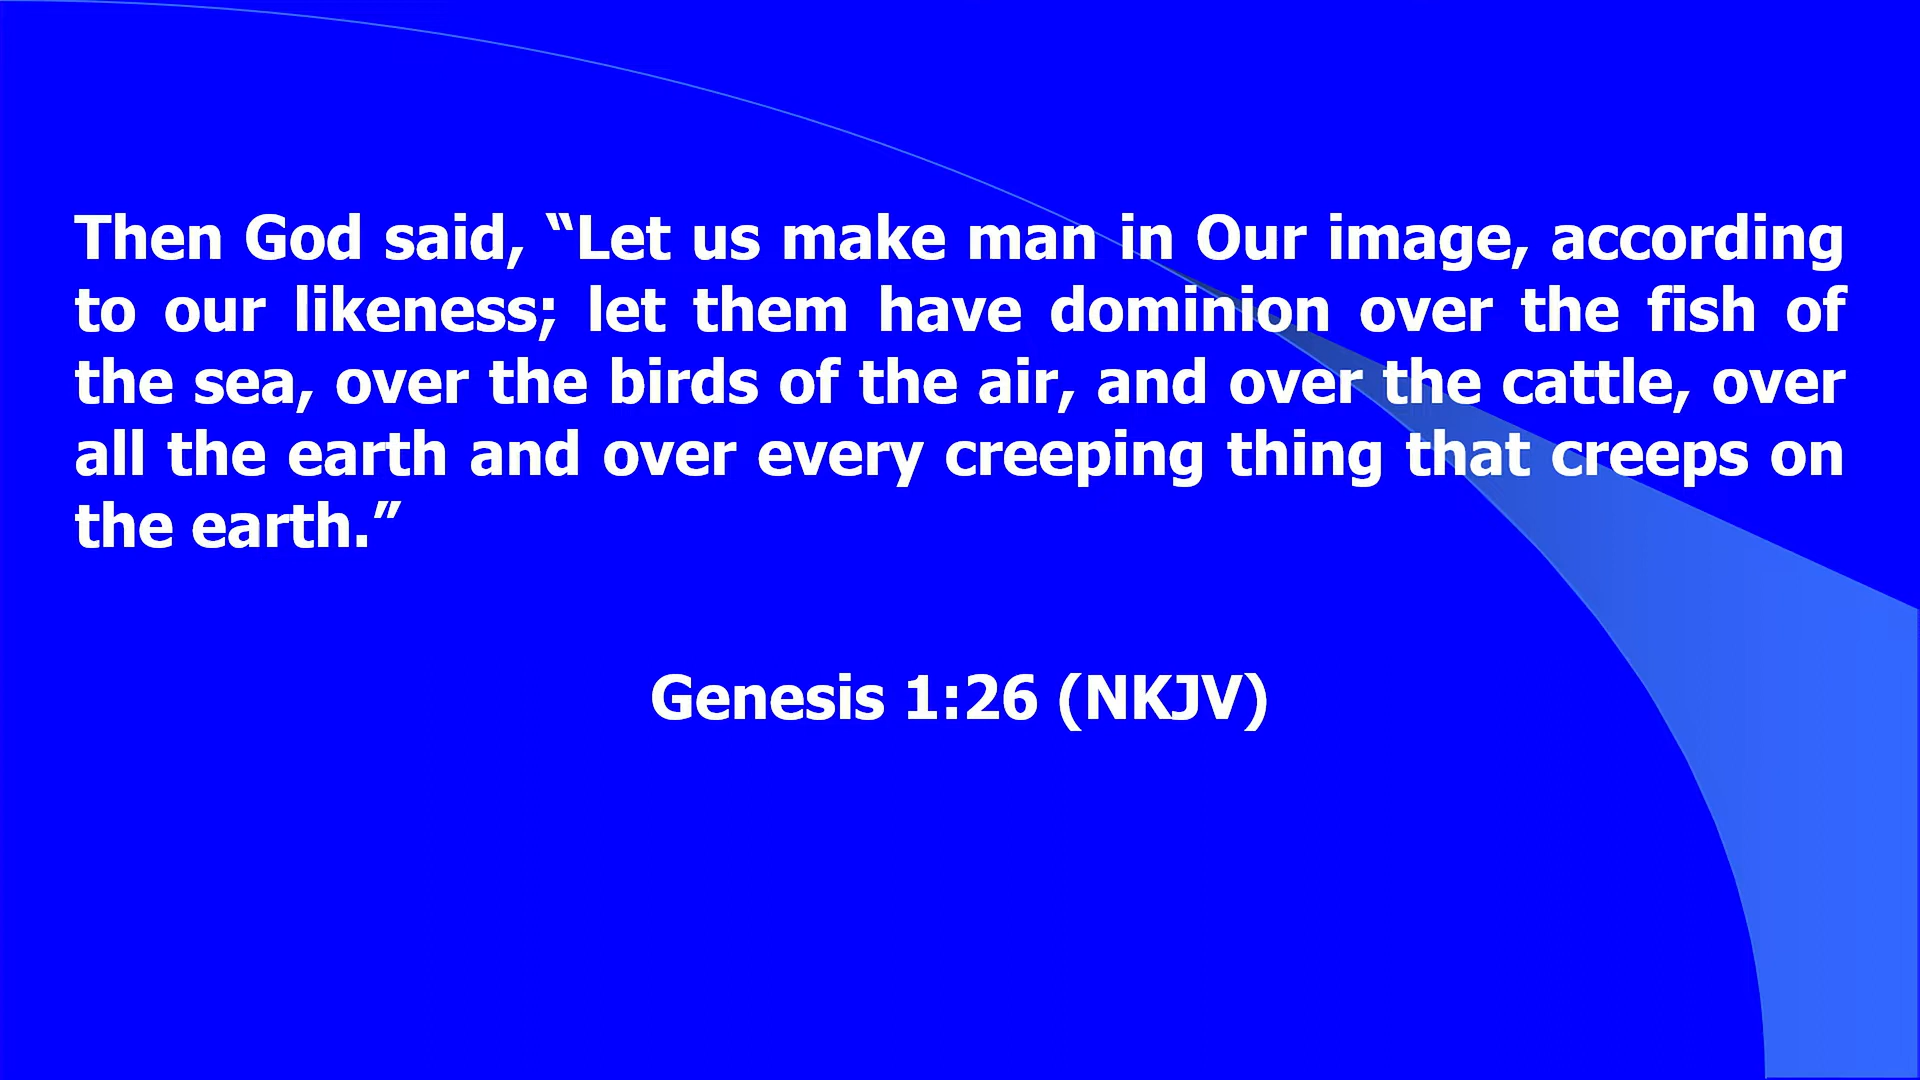 Then God said, “Let us make man in Our image, according
to our likeness; let them have dominion over the fish of
the sea, over the birds of the air, and over the cattle, over
all the earth and over every creeping thing that creeps on
the earth.”
Genesis 1:26 (NKJV)